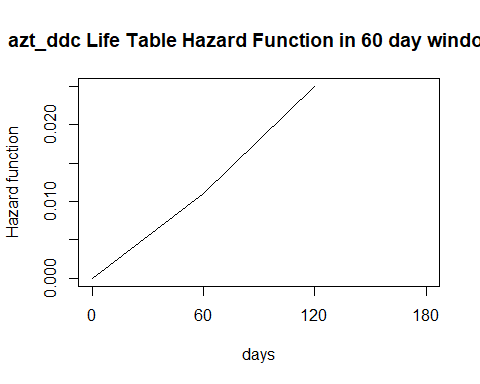 azt_ddc Life Table Hazard Function in 60 day windo
Hazard function
0.020
0.010
0.000
0 60 120 180
days